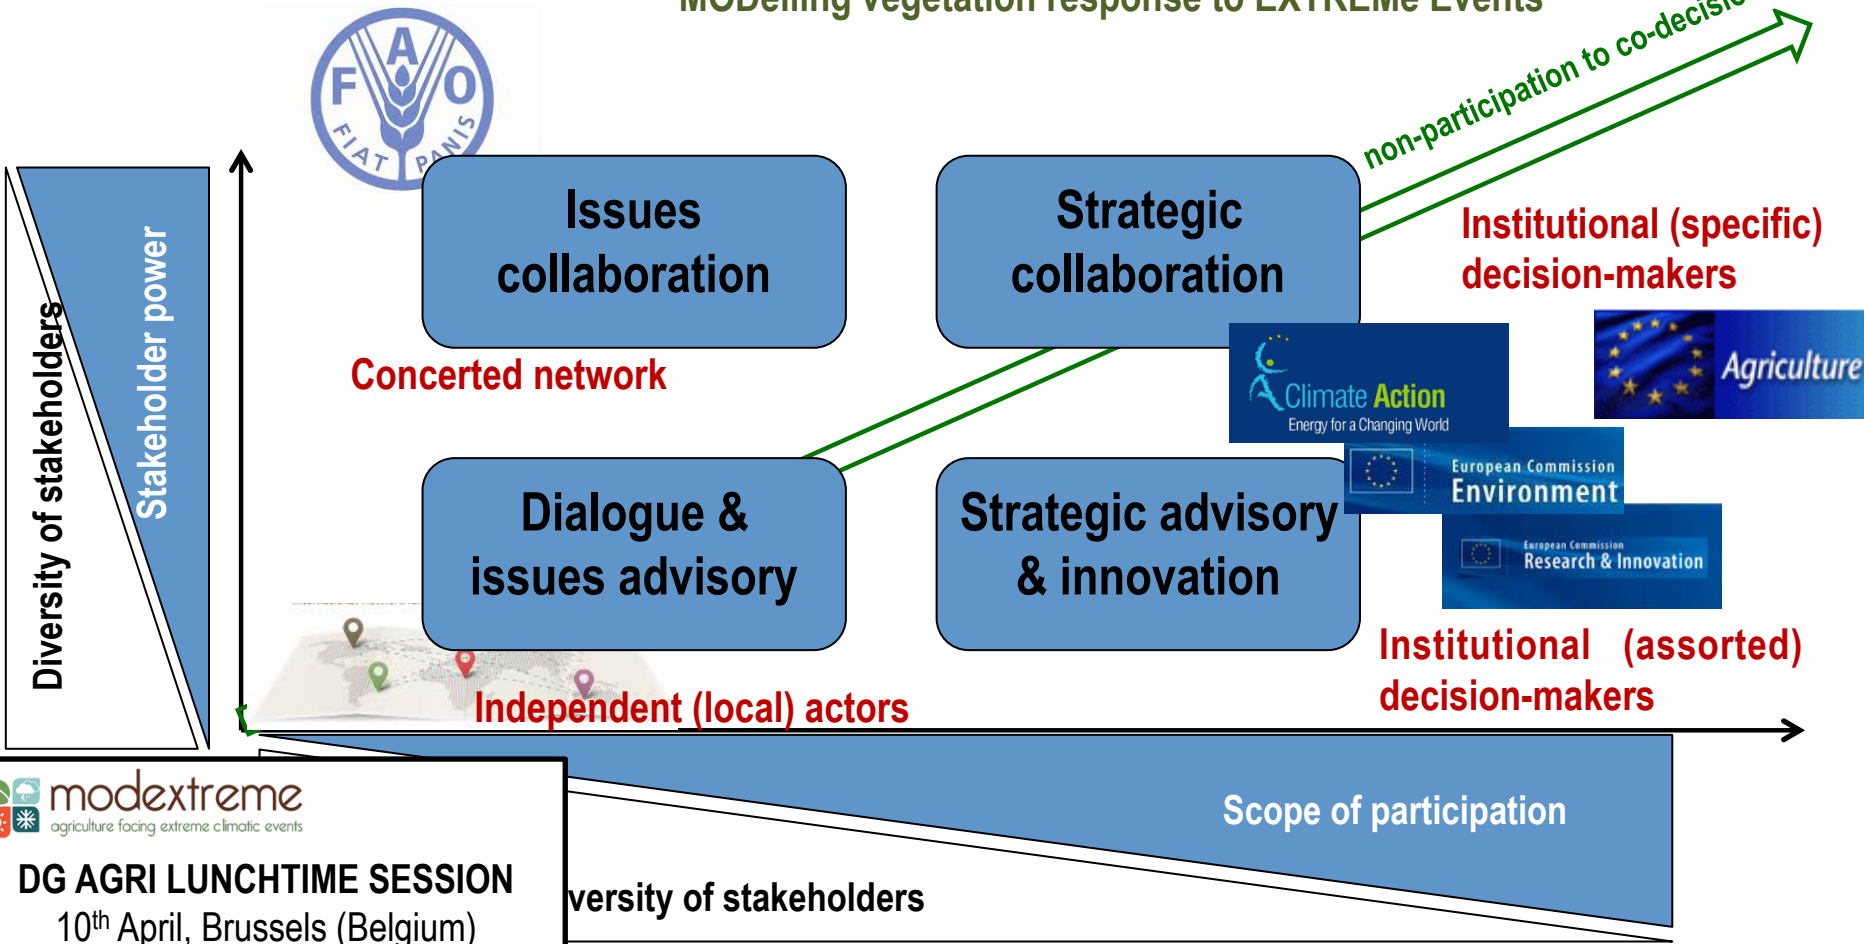 MODelling vegetation response to EXTREMe Events
non-participation to co-decisio
F A O
FIAT PANIS
Issues
collaboration
Strategic
collaboration
Institutional (specific)
decision-makers
Agriculture
Climate Action
Energy for a Changing World
Concerted network
Diversity of stakeholders
Stakeholder power
European Commission
Environment
Dialogue &
issues advisory
Strategic advisory
& innovation
European Commission
Research & Innovation
Institutional (assorted)
decision-makers
Independent (local) actors
modextreme
agriculture facing extreme climatic events
Scope of participation
DG AGRI LUNCHTIME SESSION
10th April, Brussels (Belgium)
versity of stakeholders